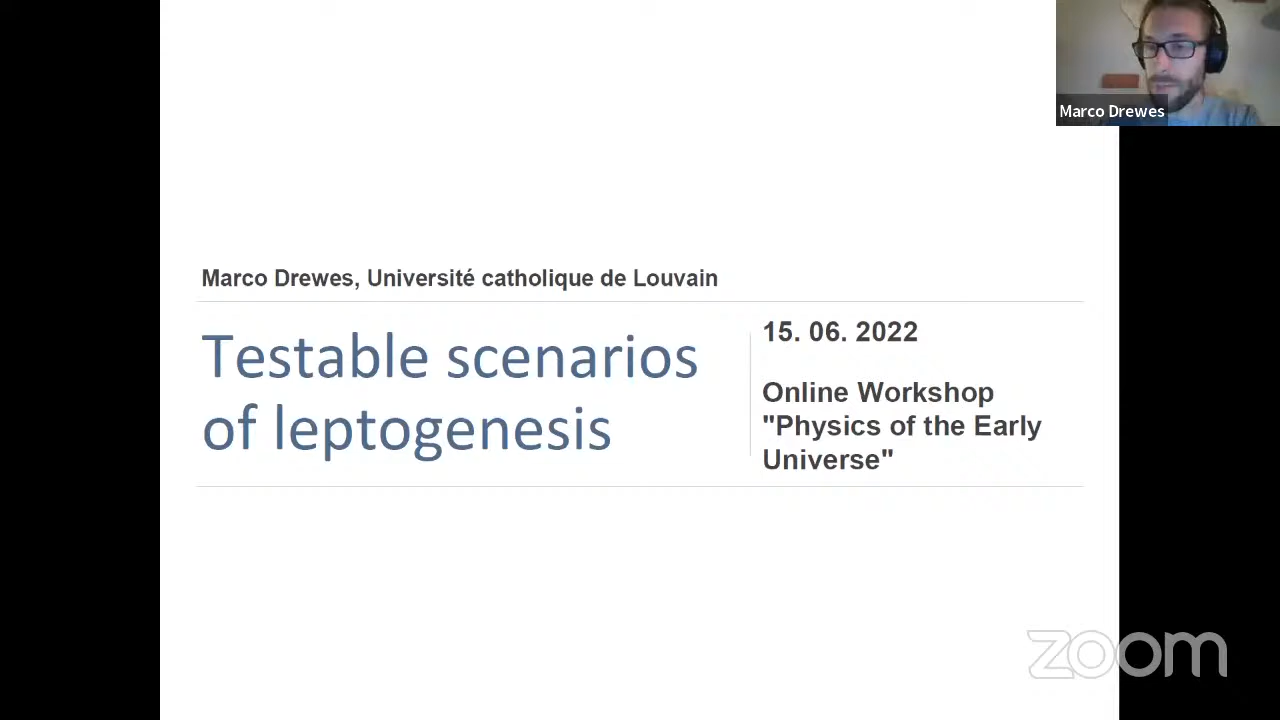 Marco Drewes
Marco Drewes, Université catholique de Louvain
Testable scenarios
of leptogenesis
15. 06. 2022
Online Workshop
"Physics of the Early
Universe"
zoom